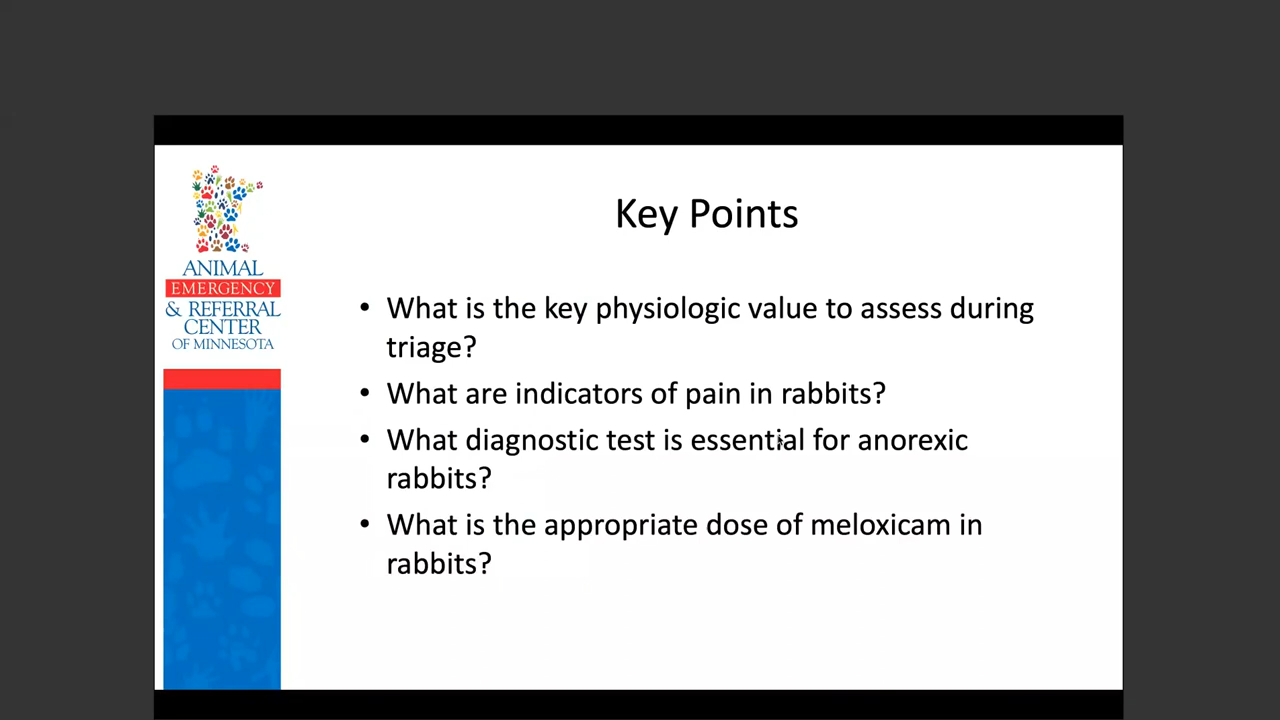 ANIMAL
EMERGENCY
& REFERRAL
CENTER
OF MINNESOTA
Key Points
• What is the key physiologic value to assess during
triage?
• What are indicators of pain in rabbits?
• What diagnostic test is essential for anorexic
rabbits?
• What is the appropriate dose of meloxicam in
rabbits?